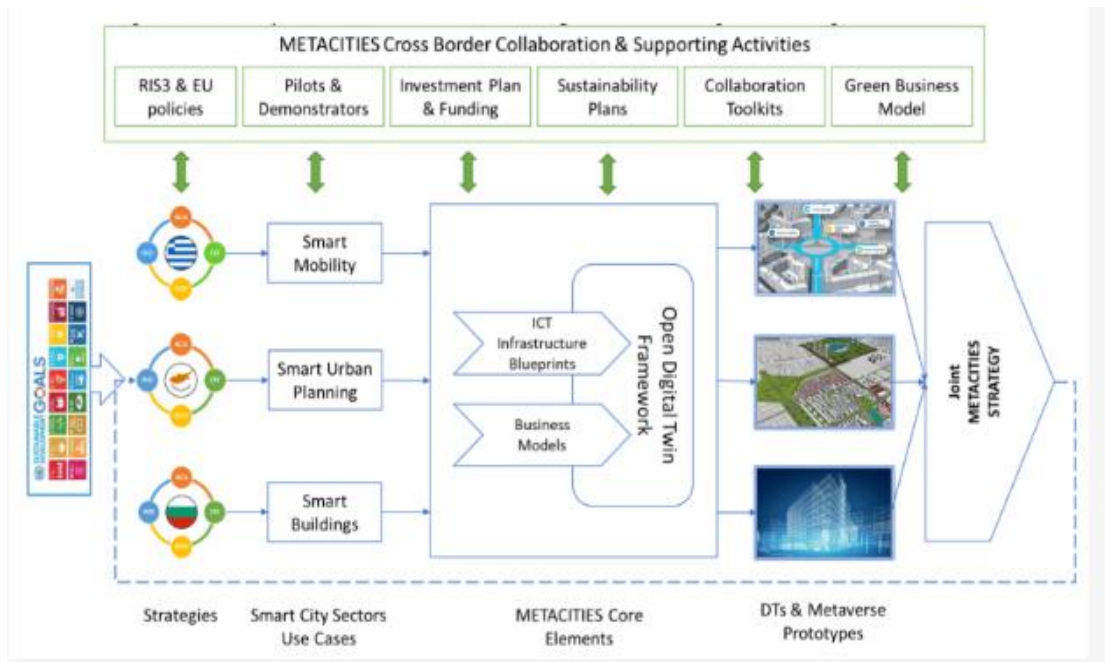 METACITIES Cross Border Collaboration & Supporting Activities
RIS3 & EU
policies
Pilots &
Demonstrators
Investment Plan
& Funding
Sustainability
Plans
Collaboration
Toolkits
Green Business
Model
SUSTAINABLE
DEVELOPMENT
GOALS
Smart
Mobility
Smart Urban
Planning
Smart
Buildings
ICT
Infrastructure
Blueprints
Business
Models
Open Digital Twin
Framework
Joint
METACITIES
STRATEGY
Strategies
Smart City Sectors
Use Cases
METACITIES Core
Elements
DTs & Metaverse
Prototypes